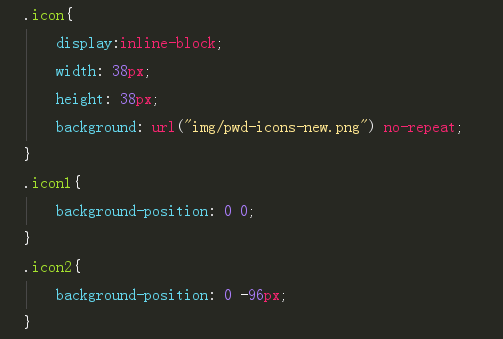 .icon{
display:inline-block;
width: 38px;
height: 38px;
background: url("img/pwd-icons-new.png") no-repeat;
}
.icon1{
background-position: 0 0;
}
.icon2{
background-position: 0 -96px;
}